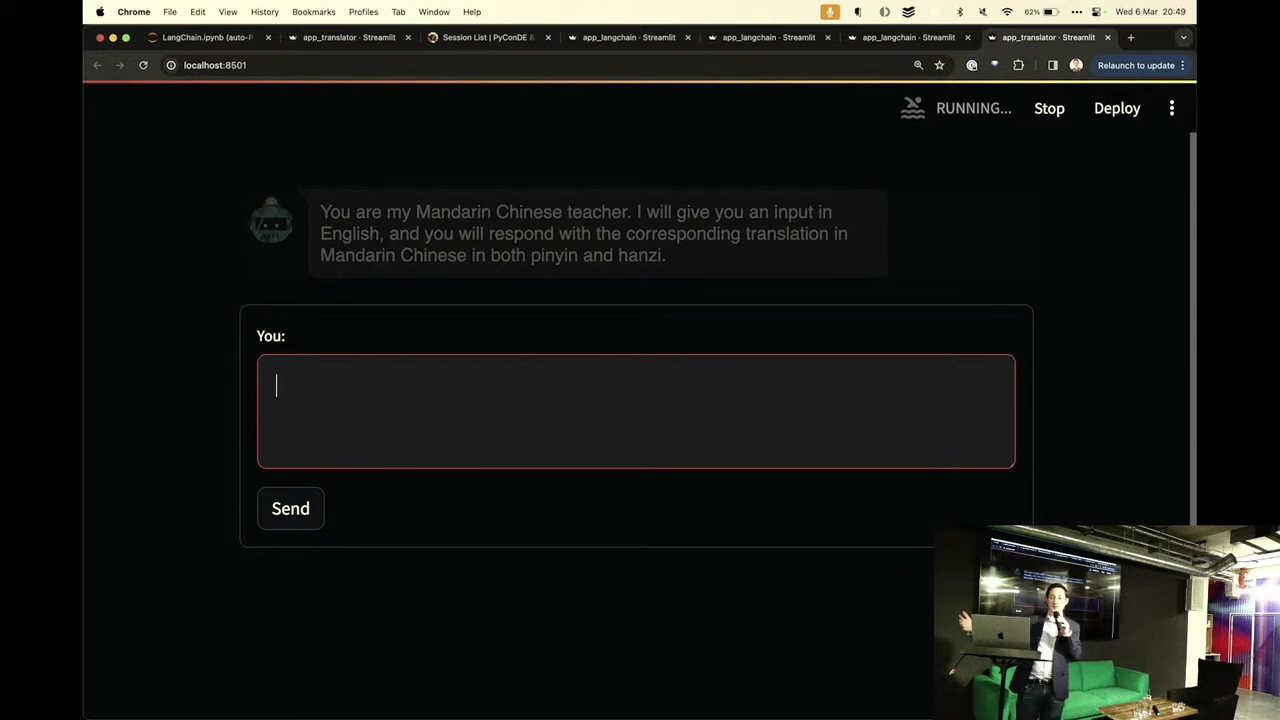 Chrome File Edit View History Bookmarks Profiles Tab Window Help 62% Wed 6 Mar 20:49
LangChain.ipynb (auto-P app_translator · Streamlit Session List | PyConDE & app_langchain · Streamlit app_langchain · Streamlit app_langchain · Streamlit app_translator · Streamlit
localhost:8501 Relaunch to update
RUNNING... Stop Deploy
You are my Mandarin Chinese teacher. I will give you an input in
English, and you will respond with the corresponding translation in
Mandarin Chinese in both pinyin and hanzi.
You:
Send